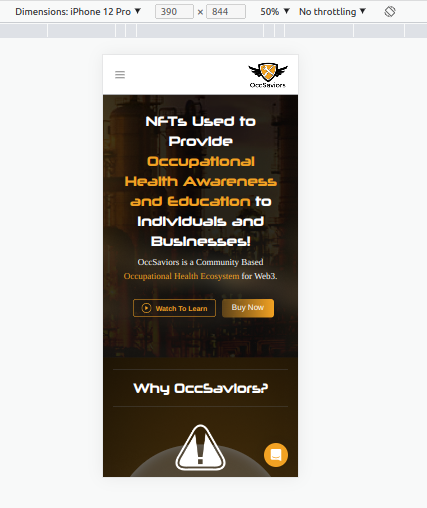 Dimensions: iPhone 12 Pro ▼ 390 × 844 50% ▼ No throttling ▼
OccSaviors
NFTs Used to
Provide
Occupational
Health Awareness
and Education to
Individuals and
Businesses!
OccSaviors is a Community Based
Occupational Health Ecosystem for Web3.
Watch To Learn Buy Now
Why OccSaviors?